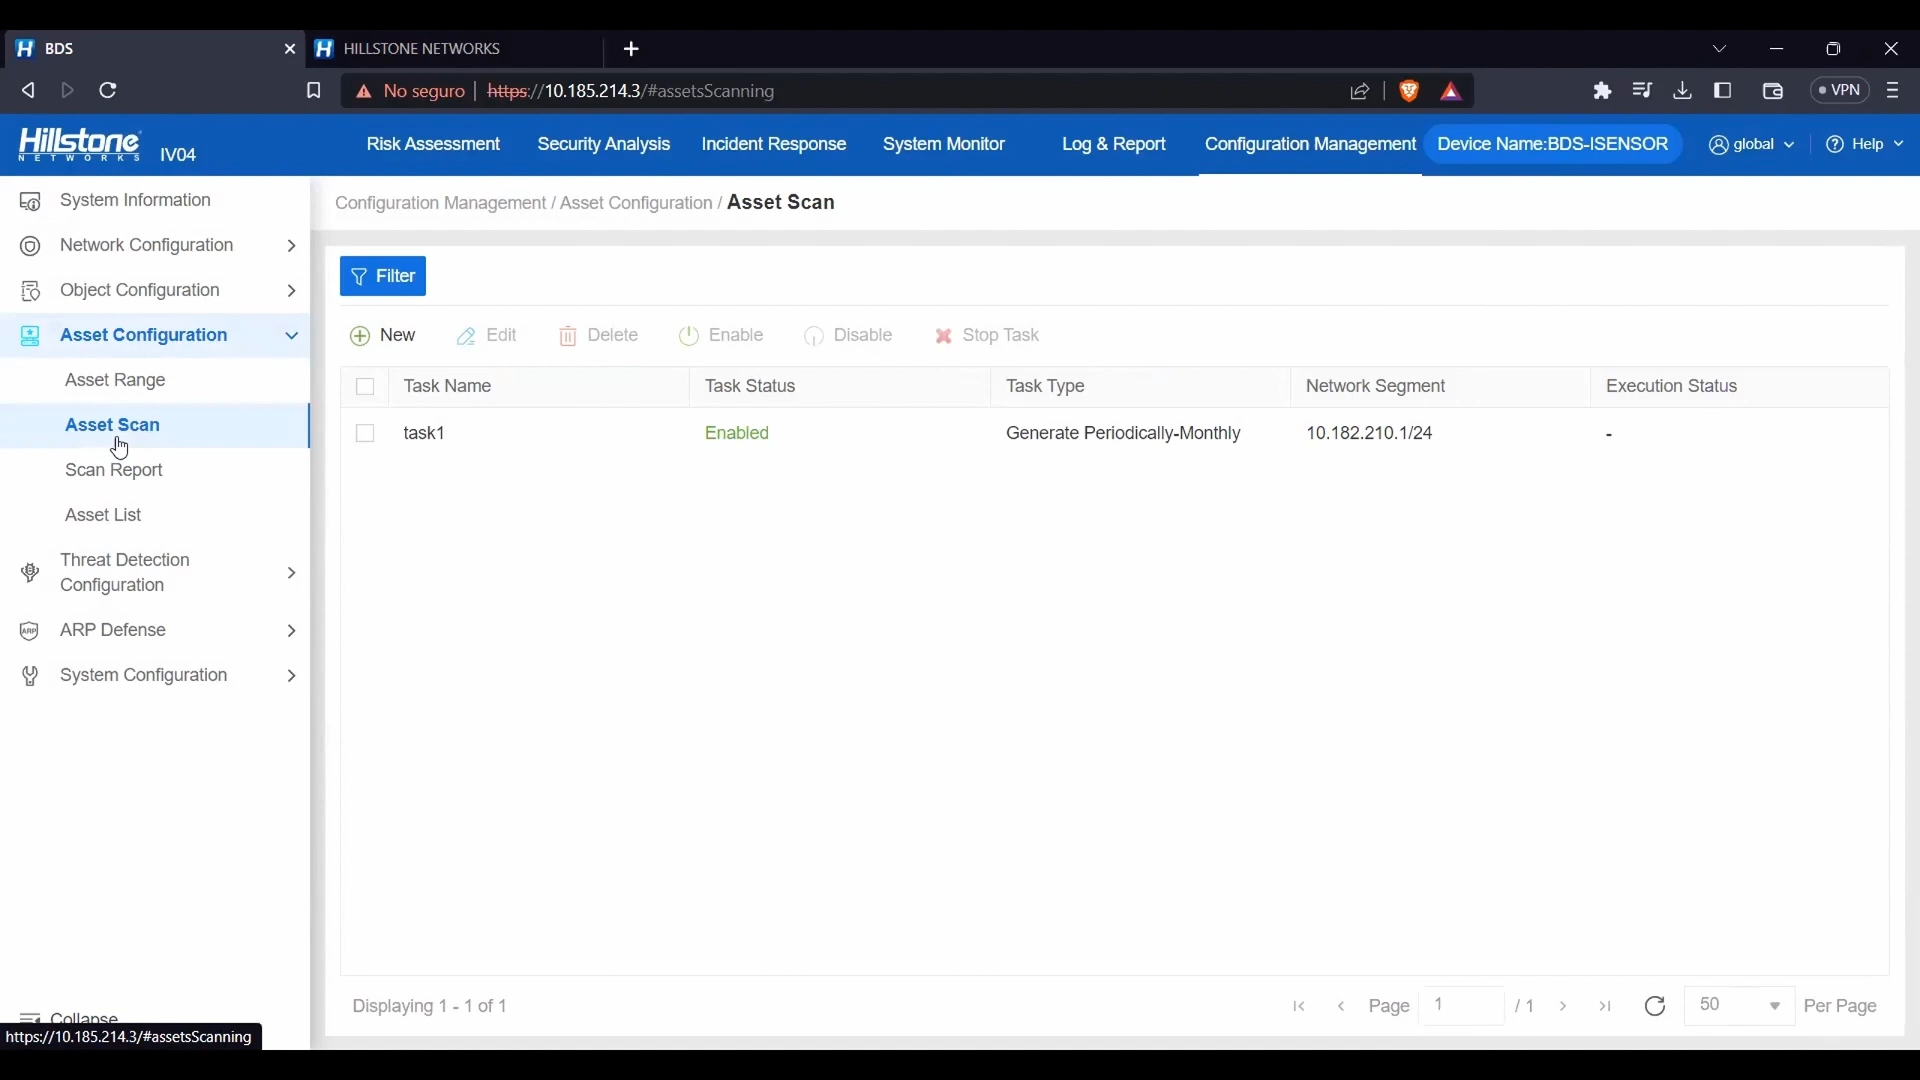 BDS
HILLSTONE NETWORKS
No seguro
https://10.185.214.3/#assetsScanning
VPN
Hillstone
NETWORKS
IV04
Risk Assessment
Security Analysis
Incident Response
System Monitor
Log & Report
Configuration Management
Device Name:BDS-ISENSOR
global
Help
System Information
Network Configuration
Object Configuration
Asset Configuration
Asset Range
Asset Scan
Scan Report
Asset List
Threat Detection
Configuration
ARP
ARP Defense
System Configuration
Collapse
https://10.185.214.3/#assetsScanning
Configuration Management / Asset Configuration / Asset Scan
Filter
New
Edit
Delete
Enable
Disable
Stop Task
Task Name
Task Status
Task Type
Network Segment
Execution Status
task1
Enabled
Generate Periodically-Monthly
10.182.210.1/24
-
Displaying 1 - 1 of 1
Page 1 / 1
50
Per Page